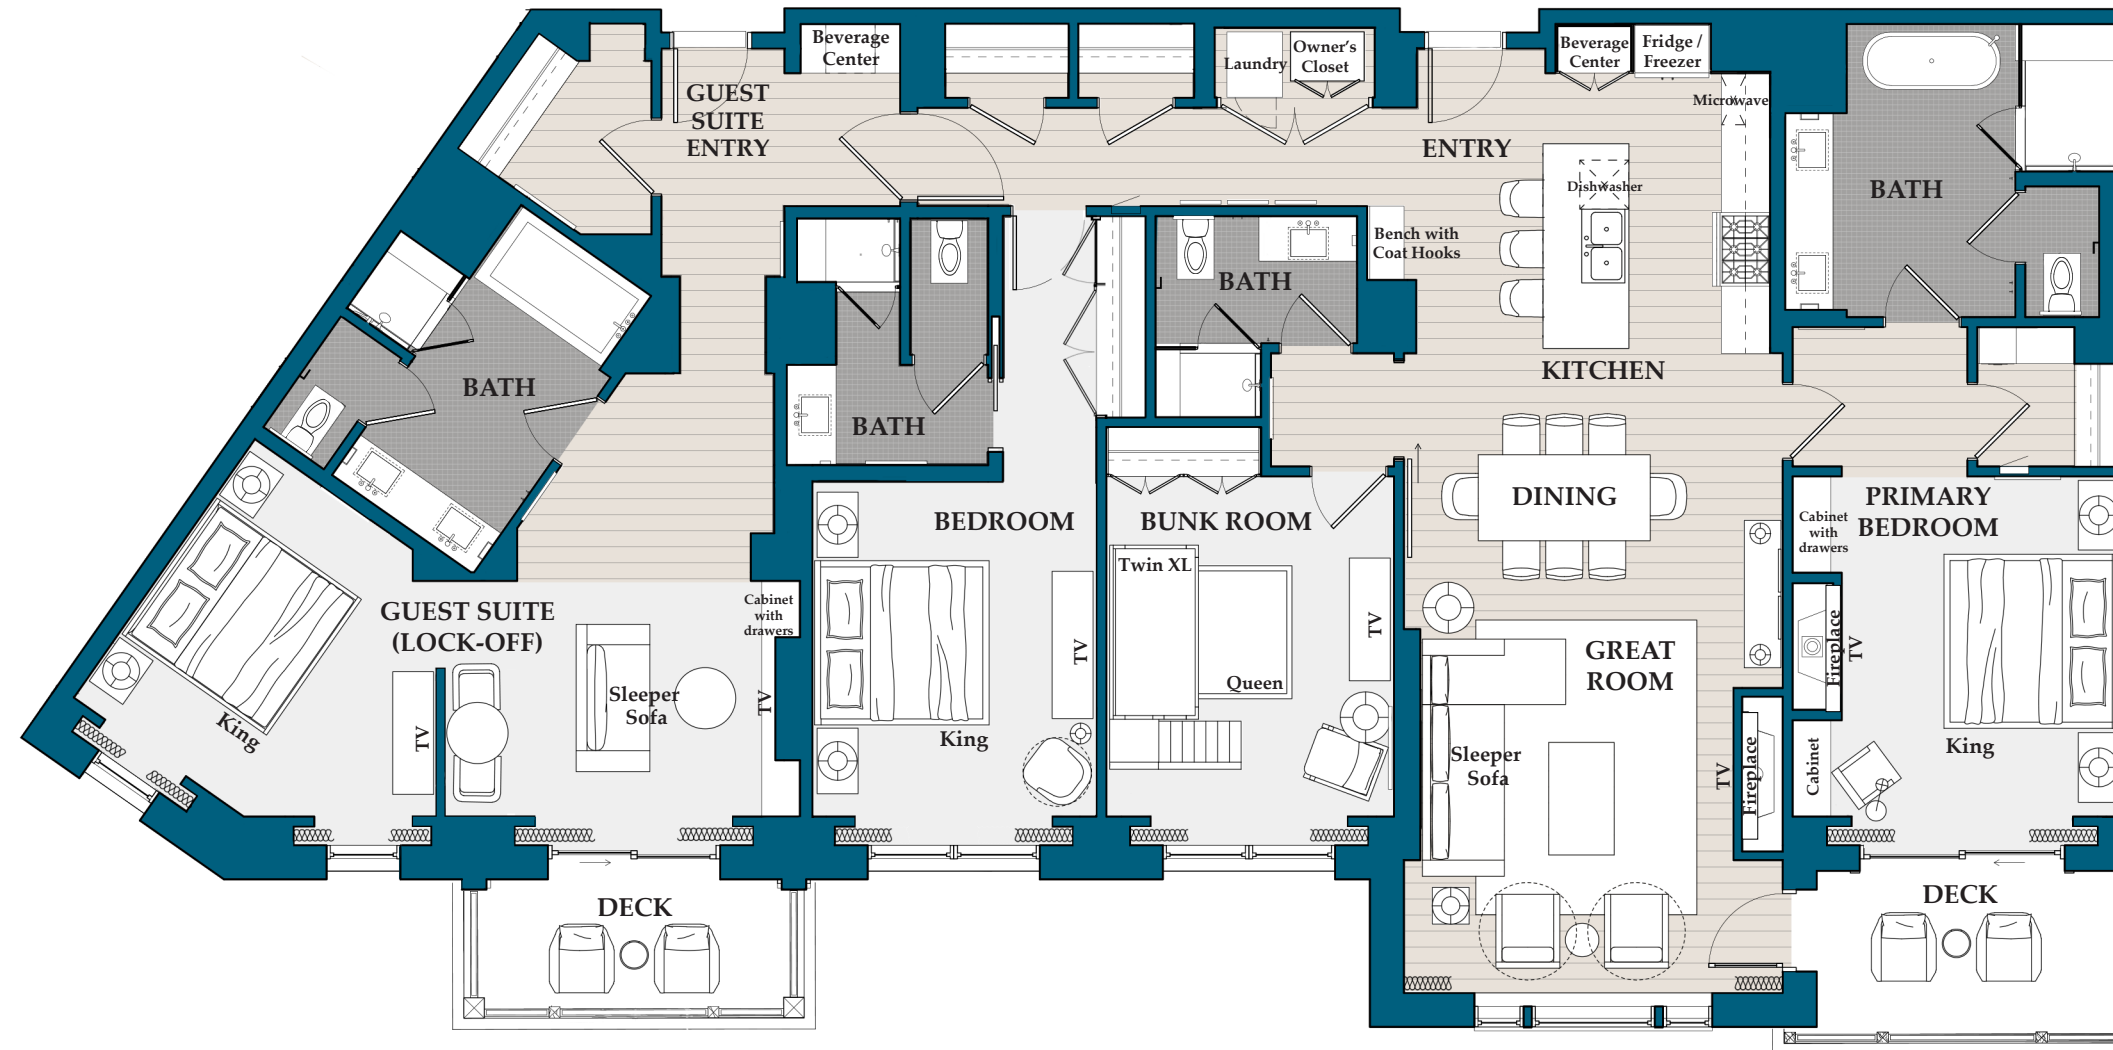 Beverage
Center
Laundry
Owner's
Closet
Beverage
Center
Fridge /
Freezer
Microwave
GUEST
SUITE
ENTRY
ENTRY
Dishwasher
BATH
Bench with
Coat Hooks
BATH
KITCHEN
BATH
BATH
DINING
PRIMARY
BEDROOM
Cabinet
with
drawers
BEDROOM
BUNK ROOM
Twin XL
GUEST SUITE
(LOCK-OFF)
Cabinet
with
drawers
TV
TV
Fireplace
TV
GREAT
ROOM
Queen
Sleeper
Sofa
TV
King
TV
King
Sleeper
Sofa
TV
Fireplace
Cabinet
King
DECK
DECK